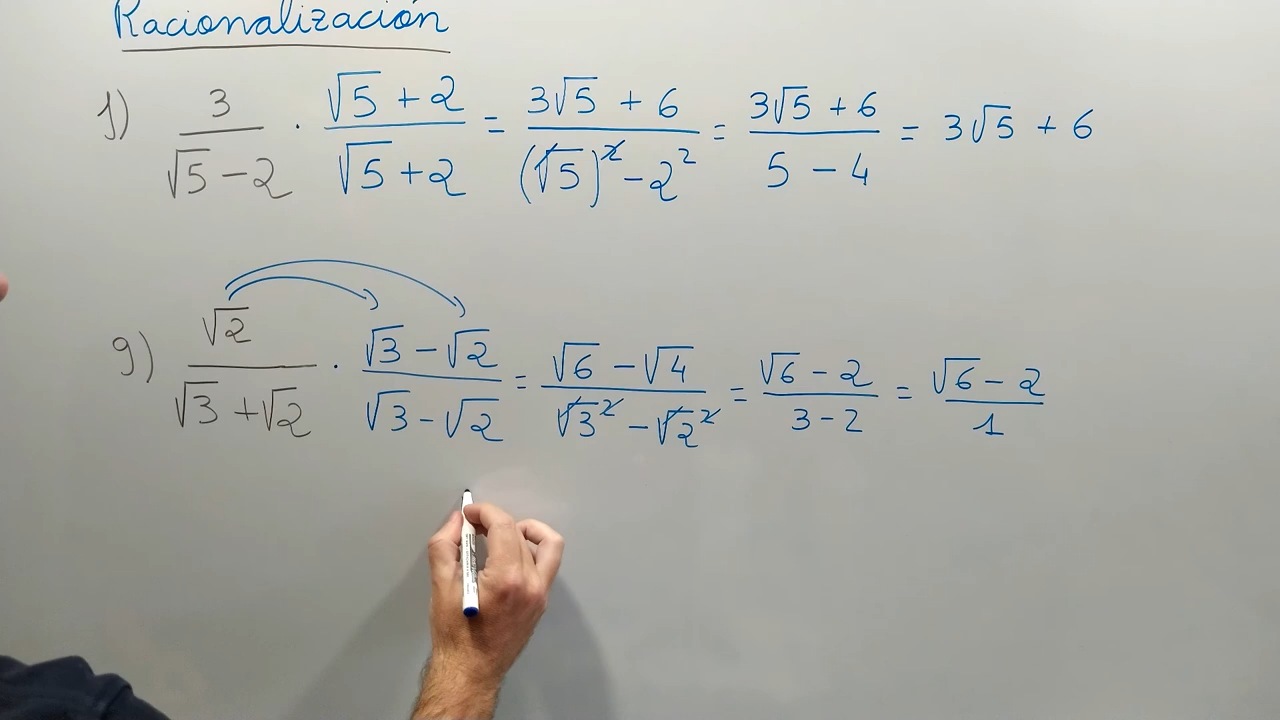 Racionalización
1) 3/(√5 − 2) · (√5 + 2)/(√5 + 2) = (3√5 + 6)/((√5)² − 2²) = (3√5 + 6)/(5 − 4) = 3√5 + 6
9) √2/(√3 + √2) · (√3 − √2)/(√3 − √2) = (√6 − √4)/(√3² − √2²) = (√6 − 2)/(3 − 2) = (√6 − 2)/1